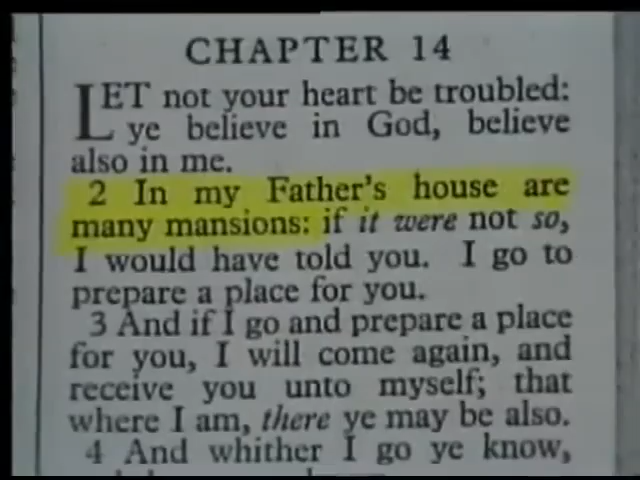 CHAPTER 14
LET not your heart be troubled:
ye believe in God, believe
also in me.
2 In my Father's house are
many mansions: if it were not so,
I would have told you. I go to
prepare a place for you.
3 And if I go and prepare a place
for you, I will come again, and
receive you unto myself; that
where I am, there ye may be also.
4 And whither I go ye know,